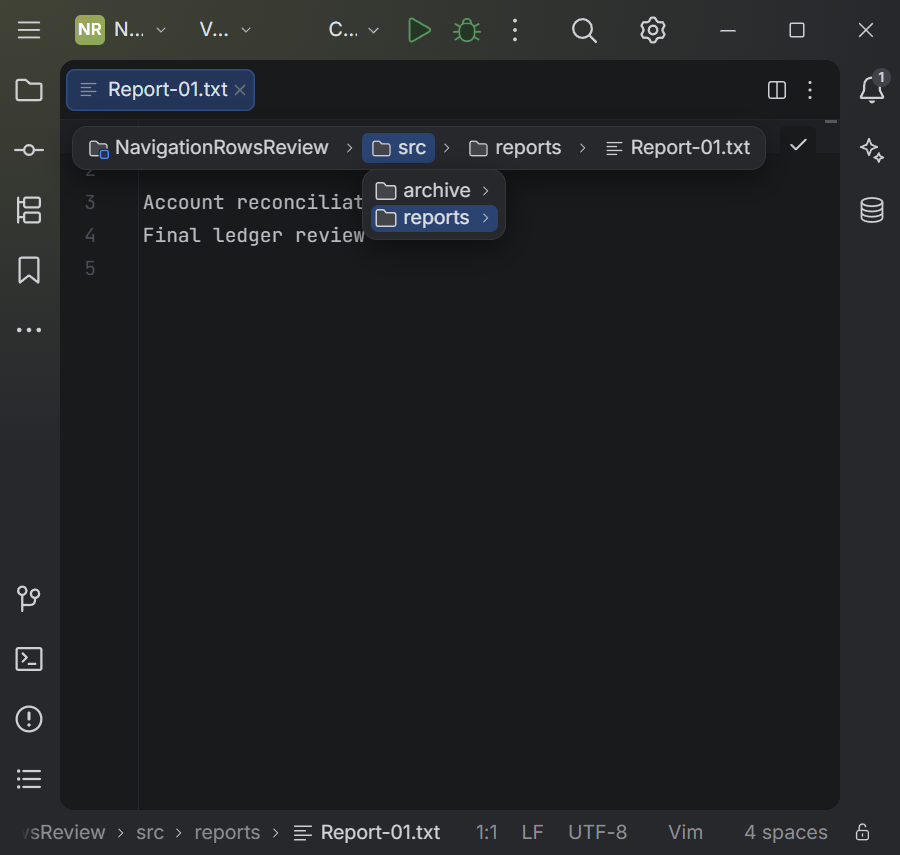 NR N... V... C...
Report-01.txt
1
NavigationRowsReview > src > reports > Report-01.txt
2
archive >
3 Account reconciliat
reports >
4 Final ledger review
5
sReview > src > reports > Report-01.txt 1:1 LF UTF-8 Vim 4 spaces